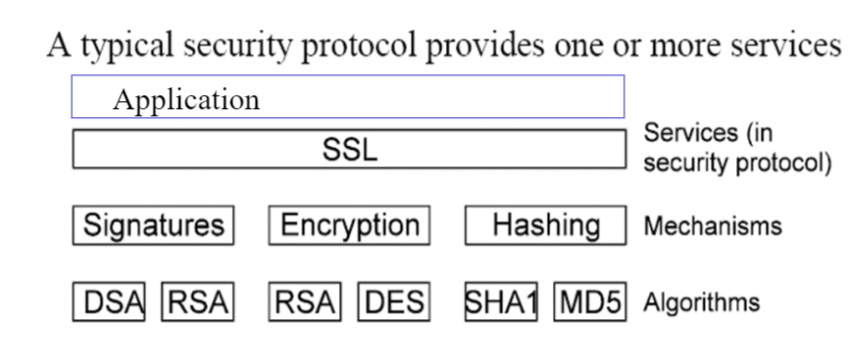 A typical security protocol provides one or more services
Application
SSL
Services (in
security protocol)
Signatures Encryption Hashing Mechanisms
DSA RSA RSA DES SHA1 MD5 Algorithms